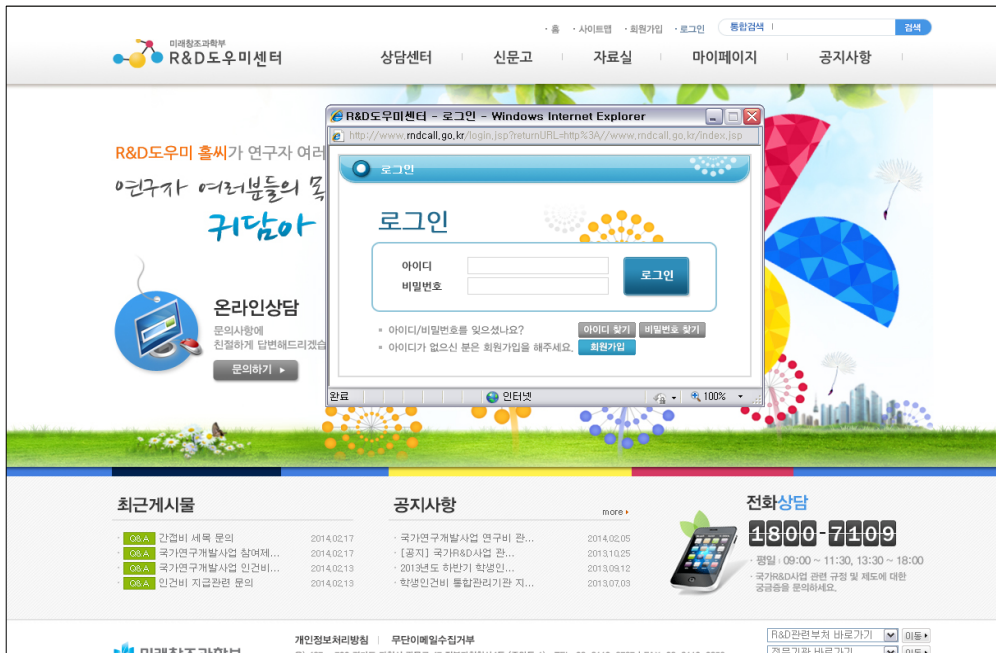 · 홈 · 사이트맵 · 회원가입 · 로그인 통합검색 검색
미래창조과학부
R&D도우미센터
상담센터 신문고 자료실 마이페이지 공지사항
R&D도우미센터 - 로그인 - Windows Internet Explorer
http://www.rndcall.go.kr/login.jsp?returnURL=http%3A//www.rndcall.go.kr/index.jsp
로그인
R&D도우미 홀씨가 연구자 여러
연구자 여러분들의 목
귀담아
로그인
아이디
비밀번호
로그인
아이디/비밀번호를 잊으셨나요? 아이디 찾기 비밀번호 찾기
아이디가 없으신 분은 회원가입을 해주세요. 회원가입
완료 인터넷 100%
온라인상담
문의사항에
친절하게 답변해드리겠습
문의하기
최근게시물
Q&A 간접비 세목 문의 2014.02.17
Q&A 국가연구개발사업 참여제... 2014.02.17
Q&A 국가연구개발사업 인건비... 2014.02.13
Q&A 인건비 지급관련 문의 2014.02.13
공지사항 more
· 국가연구개발사업 연구비 관... 2014.02.05
· [공지] 국가R&D사업 관... 2013.10.25
· 2013년도 하반기 학생인... 2013.09.12
· 학생인건비 통합관리기관 지... 2013.07.03
전화상담
1800-7109
· 평일 : 09:00 ~ 11:30, 13:30 ~ 18:00
· 국가R&D사업 관련 규정 및 제도에 대한
궁금증을 문의하세요.
개인정보처리방침 | 무단이메일수집거부
R&D관련부처 바로가기 이동
미래창조과학부
전문기관 바로가기 이동